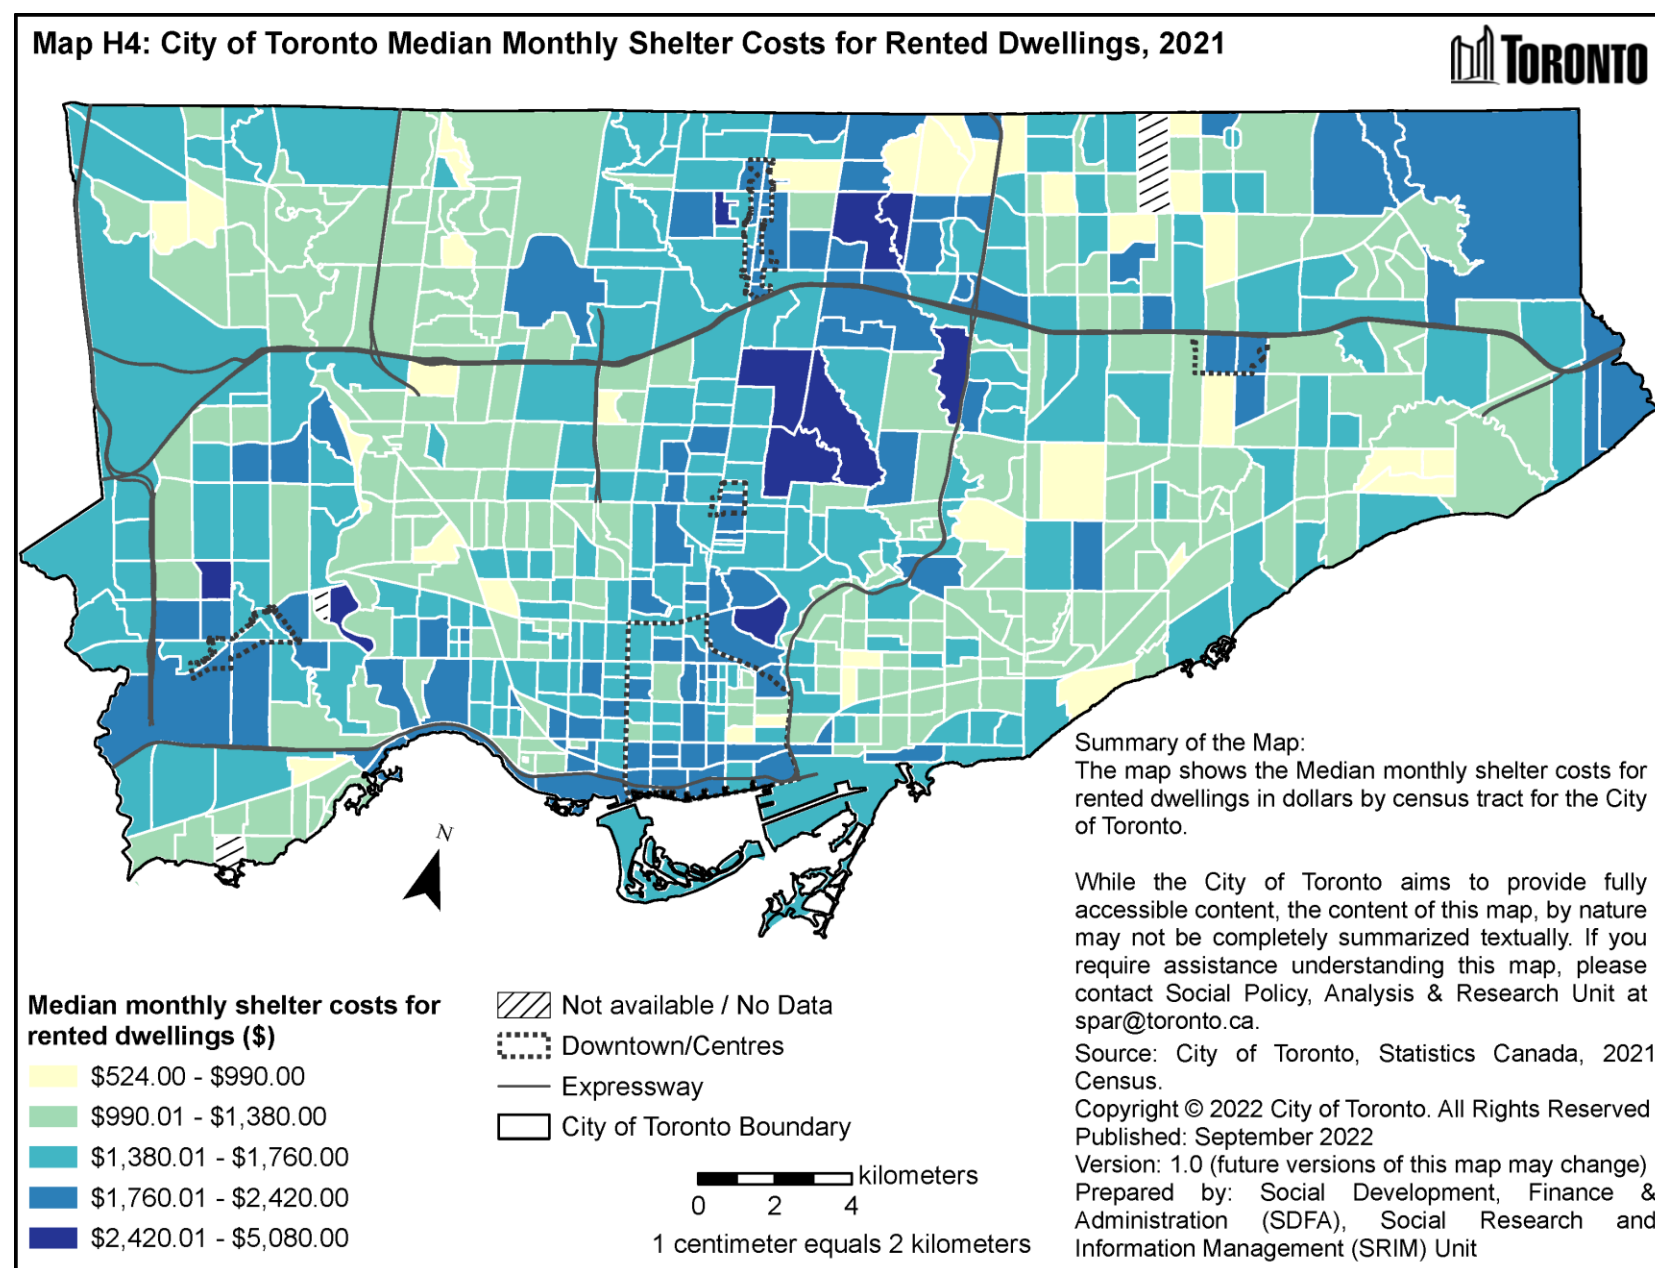 Map H4: City of Toronto Median Monthly Shelter Costs for Rented Dwellings, 2021
TORONTO
Summary of the Map:
The map shows the Median monthly shelter costs for
rented dwellings in dollars by census tract for the City
of Toronto.
While the City of Toronto aims to provide fully
accessible content, the content of this map, by nature
may not be completely summarized textually. If you
require assistance understanding this map, please
contact Social Policy, Analysis & Research Unit at
spar@toronto.ca.
Source: City of Toronto, Statistics Canada, 2021
Census.
Copyright © 2022 City of Toronto. All Rights Reserved
Published: September 2022
Version: 1.0 (future versions of this map may change)
Prepared by: Social Development, Finance &
Administration (SDFA), Social Research and
Information Management (SRIM) Unit
N
Median monthly shelter costs for
rented dwellings ($)
$524.00 - $990.00
$990.01 - $1,380.00
$1,380.01 - $1,760.00
$1,760.01 - $2,420.00
$2,420.01 - $5,080.00
Not available / No Data
Downtown/Centres
Expressway
City of Toronto Boundary
kilometers
0 2 4
1 centimeter equals 2 kilometers